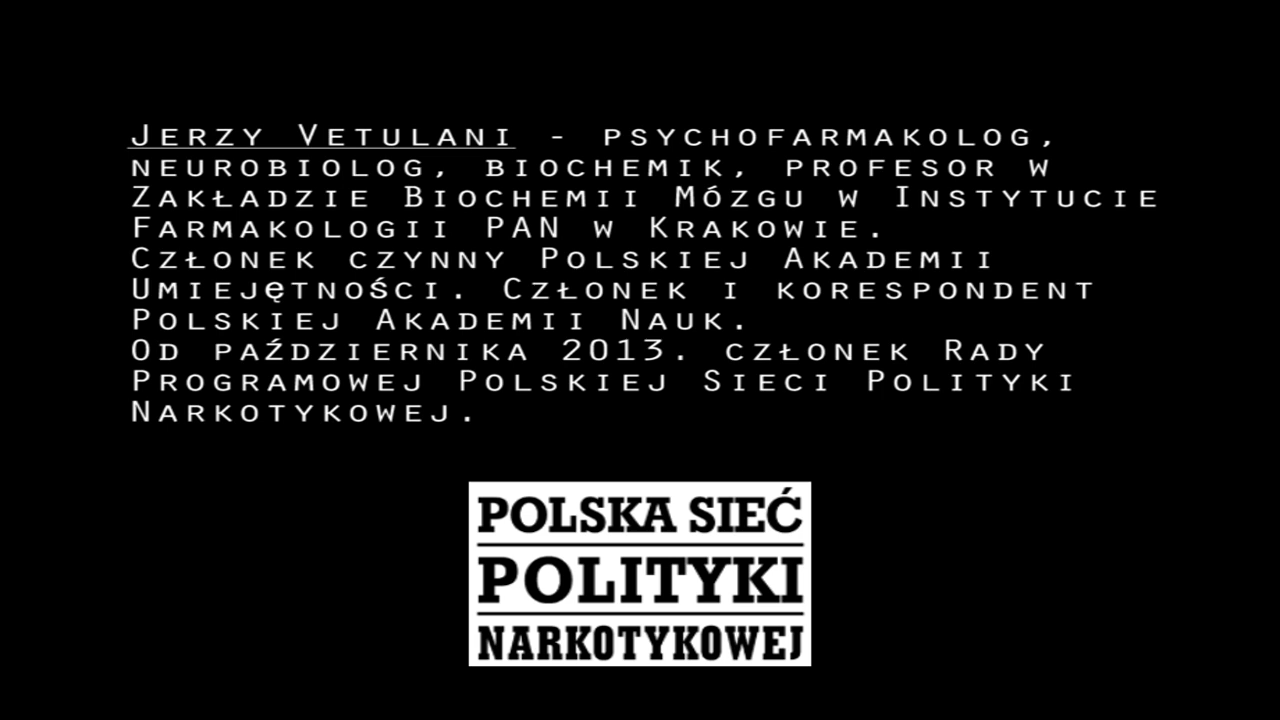 Jerzy Vetulani - psychofarmakolog,
neurobiolog, biochemik, profesor w
Zakładzie Biochemii Mózgu w Instytucie
Farmakologii PAN w Krakowie.
Członek czynny Polskiej Akademii
Umiejętności. Członek i korespondent
Polskiej Akademii Nauk.
Od października 2013. członek Rady
Programowej Polskiej Sieci Polityki
Narkotykowej.
POLSKA SIEĆ
POLITYKI
NARKOTYKOWEJ